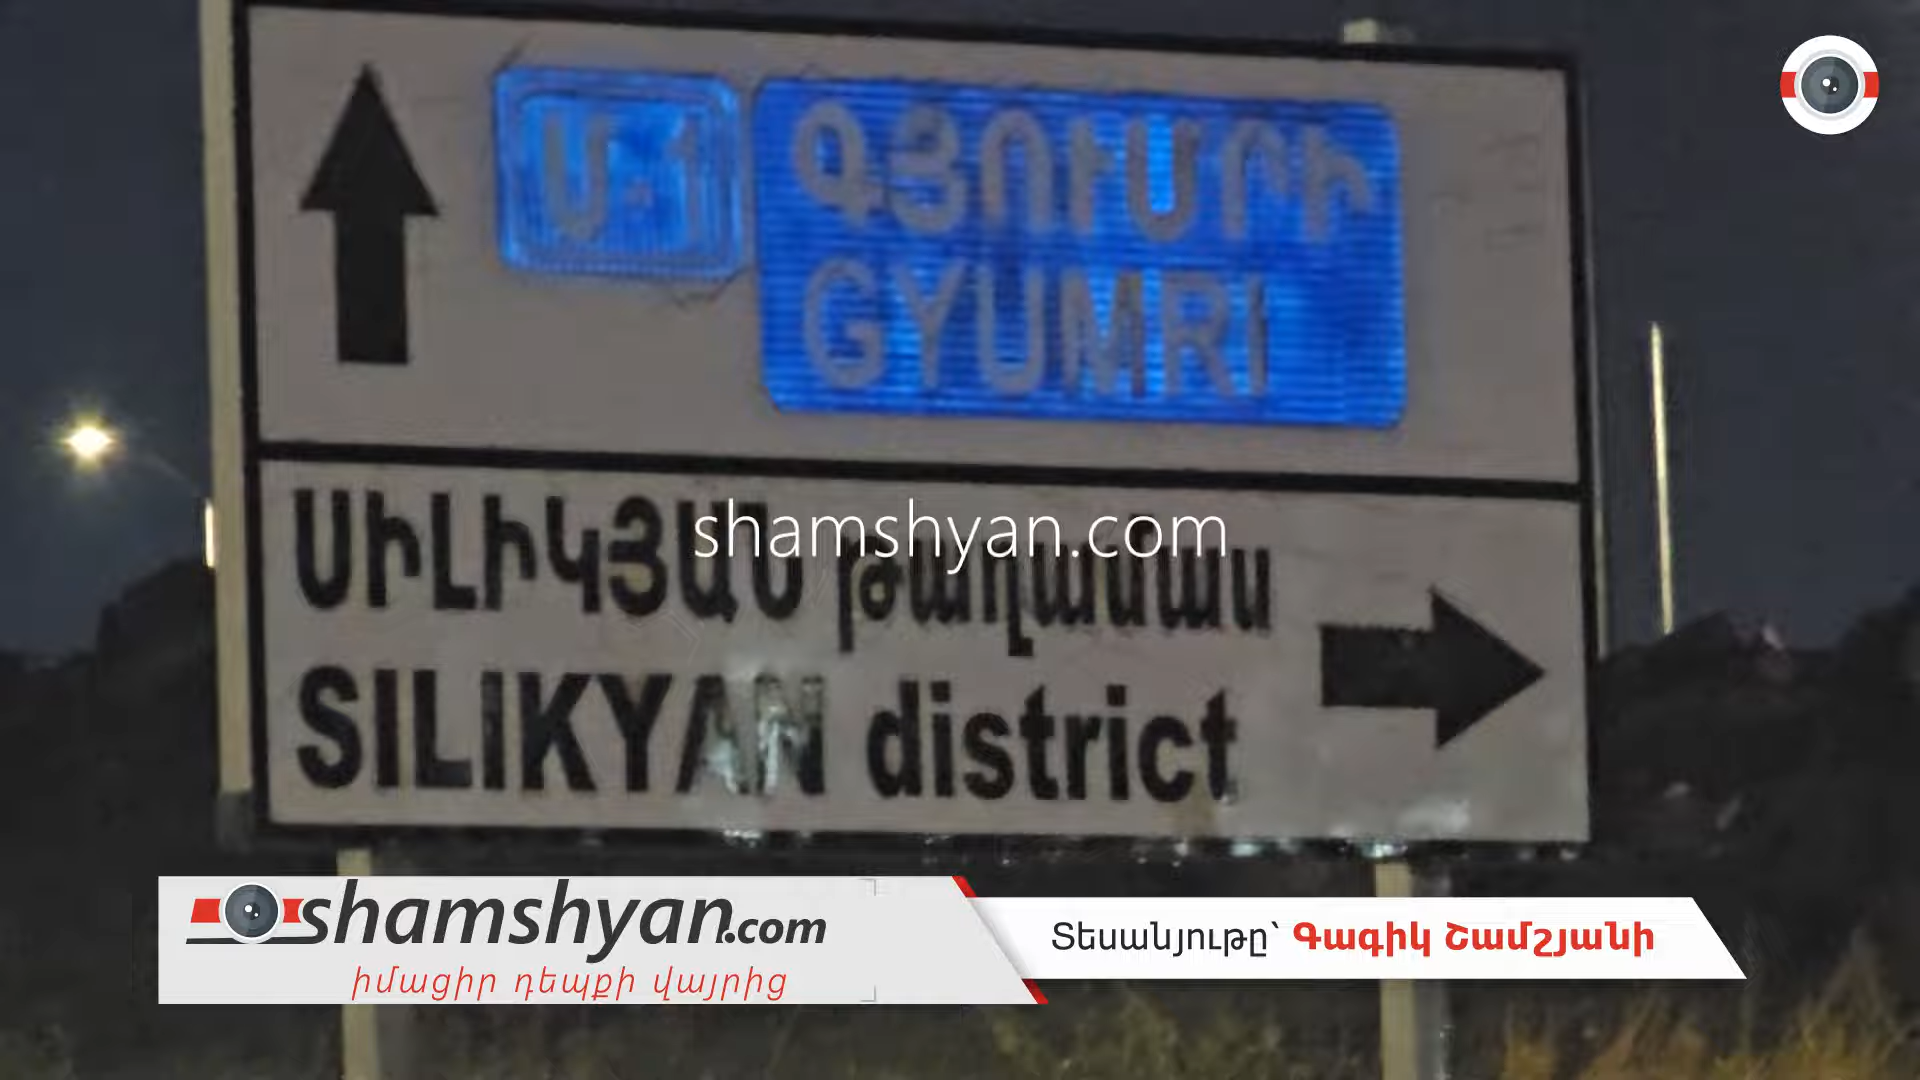 Մ-1
ԳՅՈՒՄՐԻ
GYUMRI
ՍԻԼԻԿՅԱՆ թաղամաս
SILIKYAN district
shamshyan.com
shamshyan.com
իմացիր դեպքի վայրից
Տեսանյութը՝ Գագիկ Շամշյանի